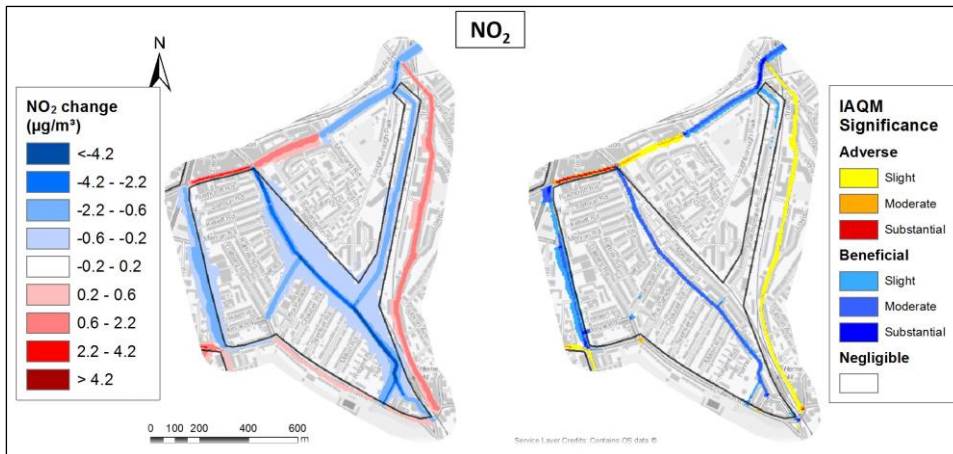 NO₂
N
NO₂ change
(µg/m³)
<-4.2
-4.2 - -2.2
-2.2 - -0.6
-0.6 - -0.2
-0.2 - 0.2
0.2 - 0.6
0.6 - 2.2
2.2 - 4.2
> 4.2
0 50 100 200 300 400
600
m
IAQM
Significance
Adverse
Slight
Moderate
Substantial
Beneficial
Slight
Moderate
Substantial
Negligible
Service Layer Credits: Contains OS data ©